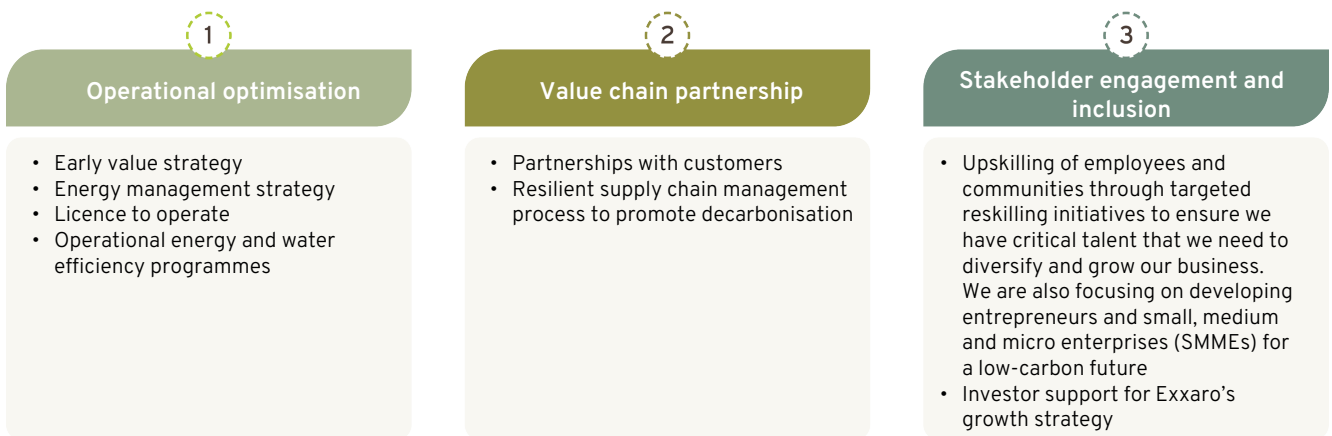 1
Operational optimisation
• Early value strategy
• Energy management strategy
• Licence to operate
• Operational energy and water
efficiency programmes
2
Value chain partnership
• Partnerships with customers
• Resilient supply chain management
process to promote decarbonisation
3
Stakeholder engagement and
inclusion
• Upskilling of employees and
communities through targeted
reskilling initiatives to ensure we
have critical talent that we need to
diversify and grow our business.
We are also focusing on developing
entrepreneurs and small, medium
and micro enterprises (SMMEs) for
a low-carbon future
• Investor support for Exxaro’s
growth strategy